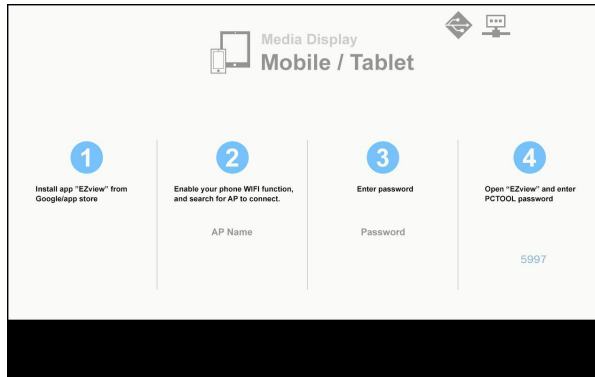 Media Display
Mobile / Tablet
1
Install app "EZview" from
Google/app store
2
Enable your phone WIFI function,
and search for AP to connect.
AP Name
3
Enter password
Password
4
Open “EZview” and enter
PCTOOL password
5997